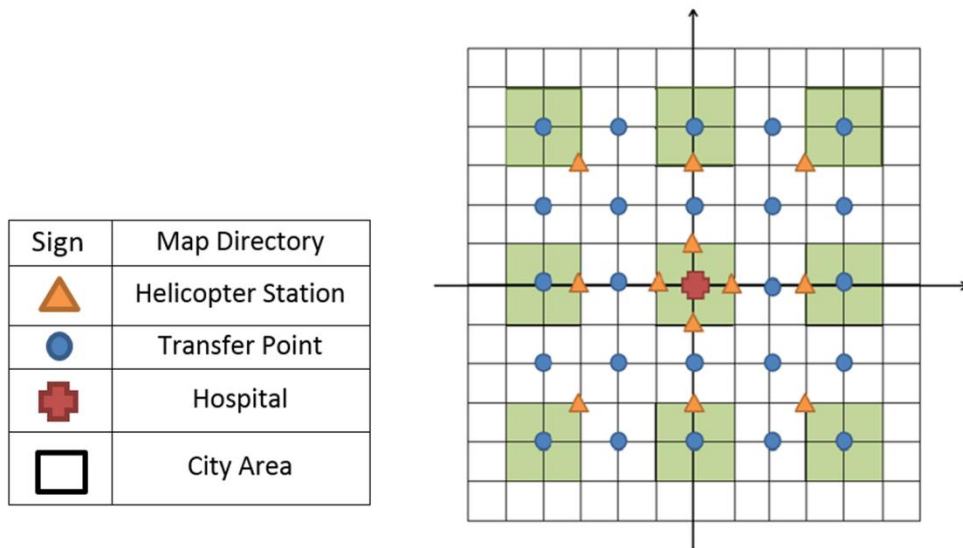 Sign Map Directory
Helicopter Station
Transfer Point
Hospital
City Area